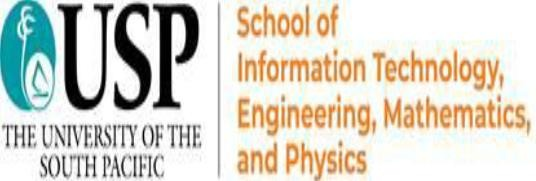 USP
THE UNIVERSITY OF THE
SOUTH PACIFIC
School of
Information Technology,
Engineering, Mathematics,
and Physics